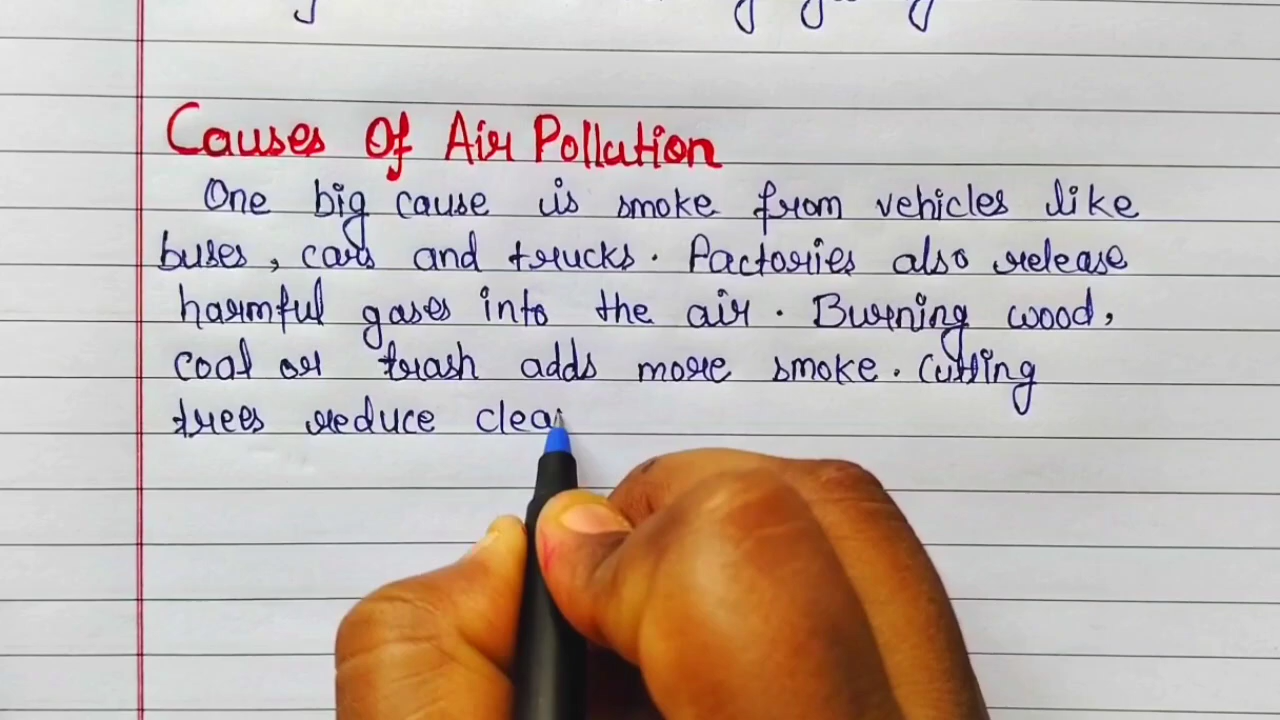 Causes Of Air Pollution
One big cause is smoke from vehicles like
buses, cars and trucks. Factories also release
harmful gases into the air. Burning wood,
coal or trash adds more smoke. Cutting
trees reduce clea